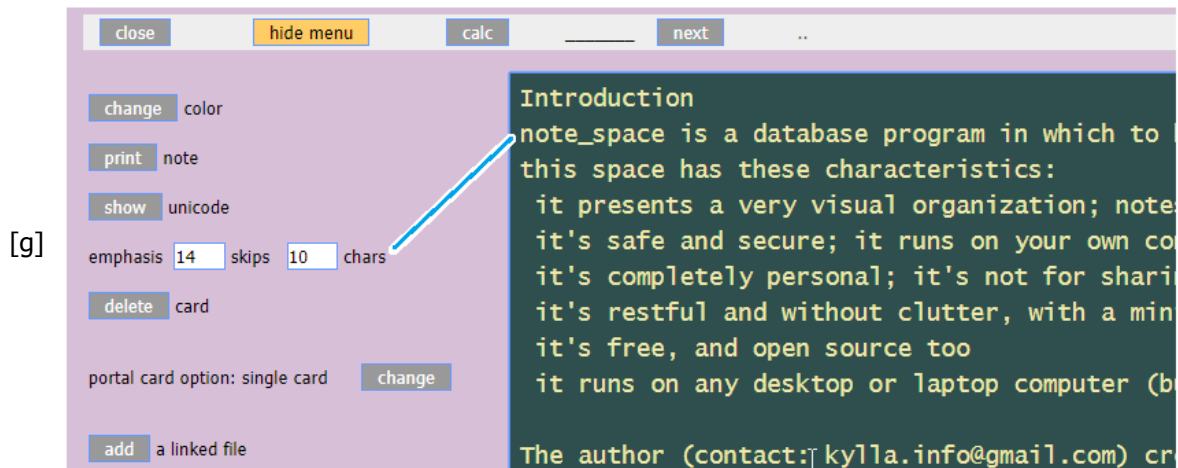 close hide menu calc _______ next ..
change color
print note
show unicode
[g]
emphasis 14 skips 10 chars
delete card
portal card option: single card change
add a linked file
Introduction
note_space is a database program in which to
this space has these characteristics:
it presents a very visual organization; notes
it's safe and secure; it runs on your own
it's completely personal; it's not for
it's restful and without clutter, with a
it's free, and open source too
it runs on any desktop or laptop computer
The author (contact: kylla.info@gmail.com)